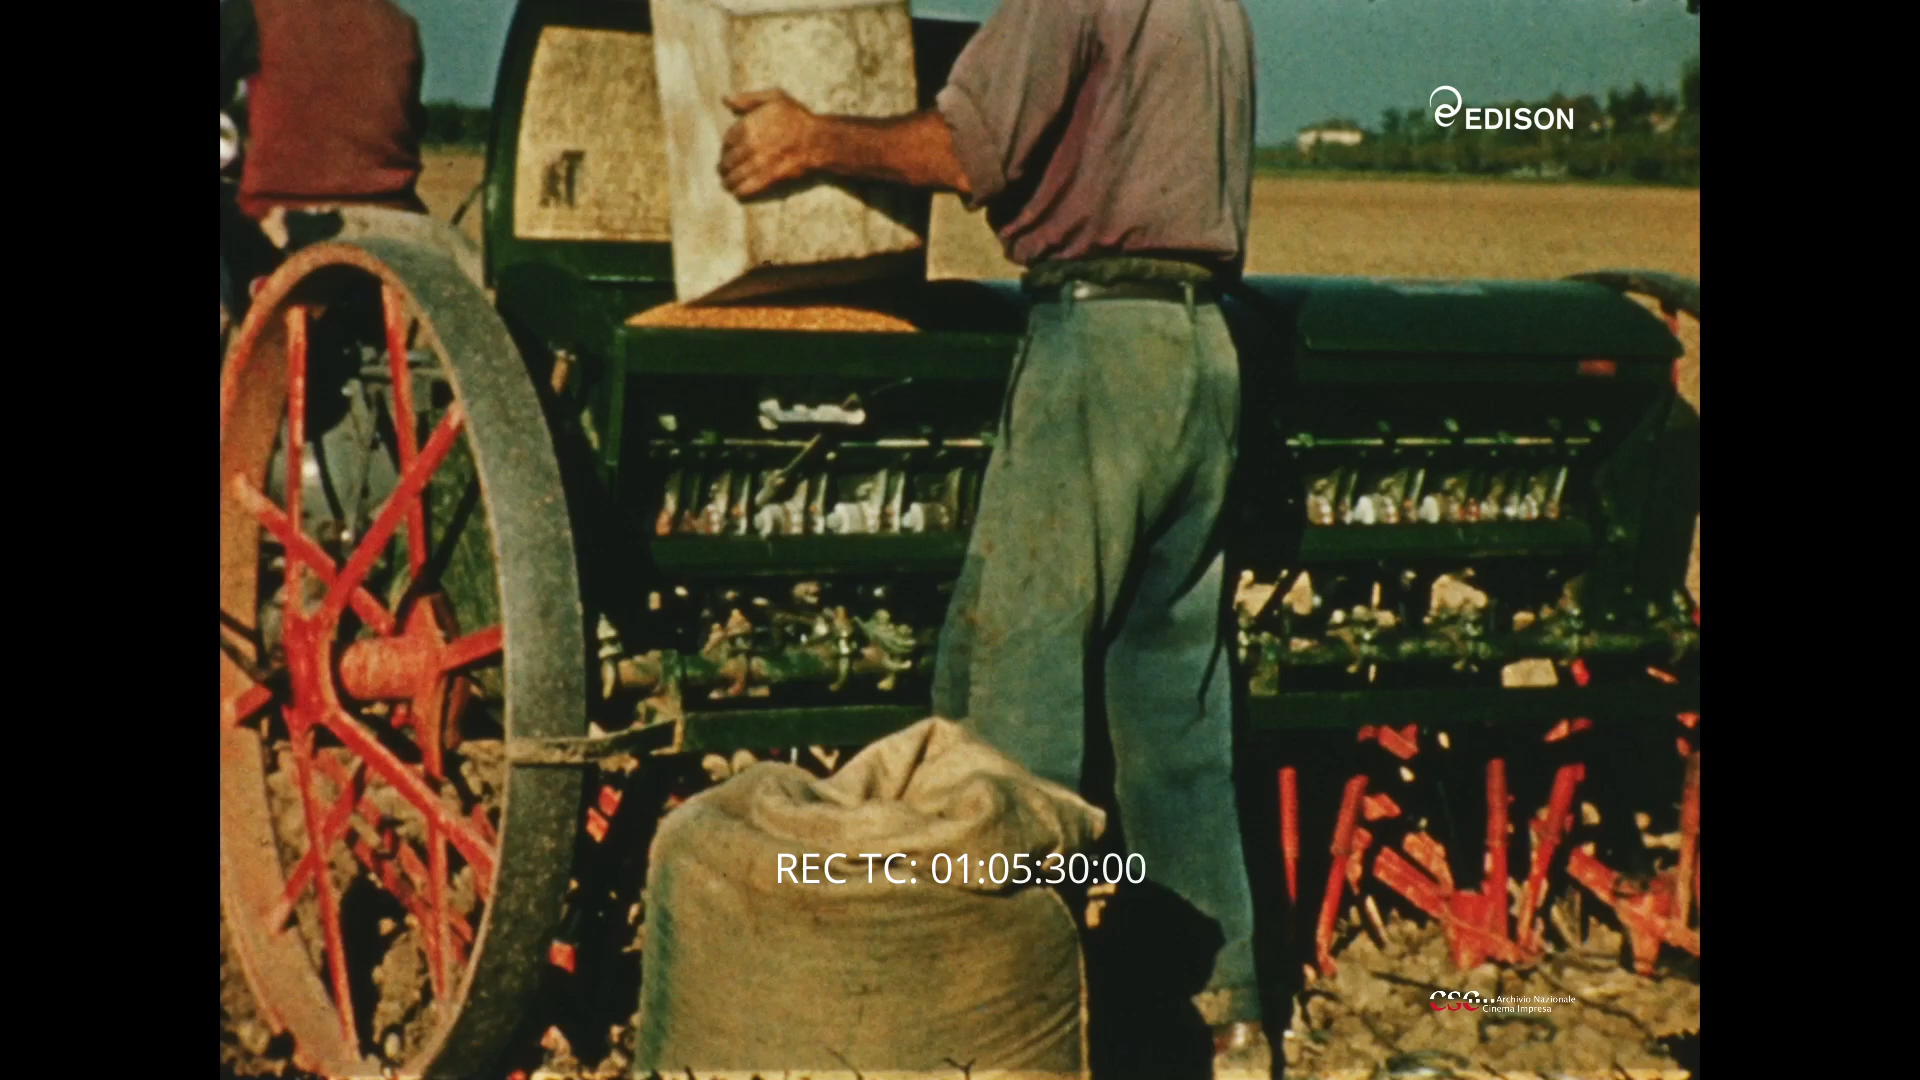 EDISON
REC TC: 01:05:30:00
CSC Archivio Nazionale
Cinema Impresa